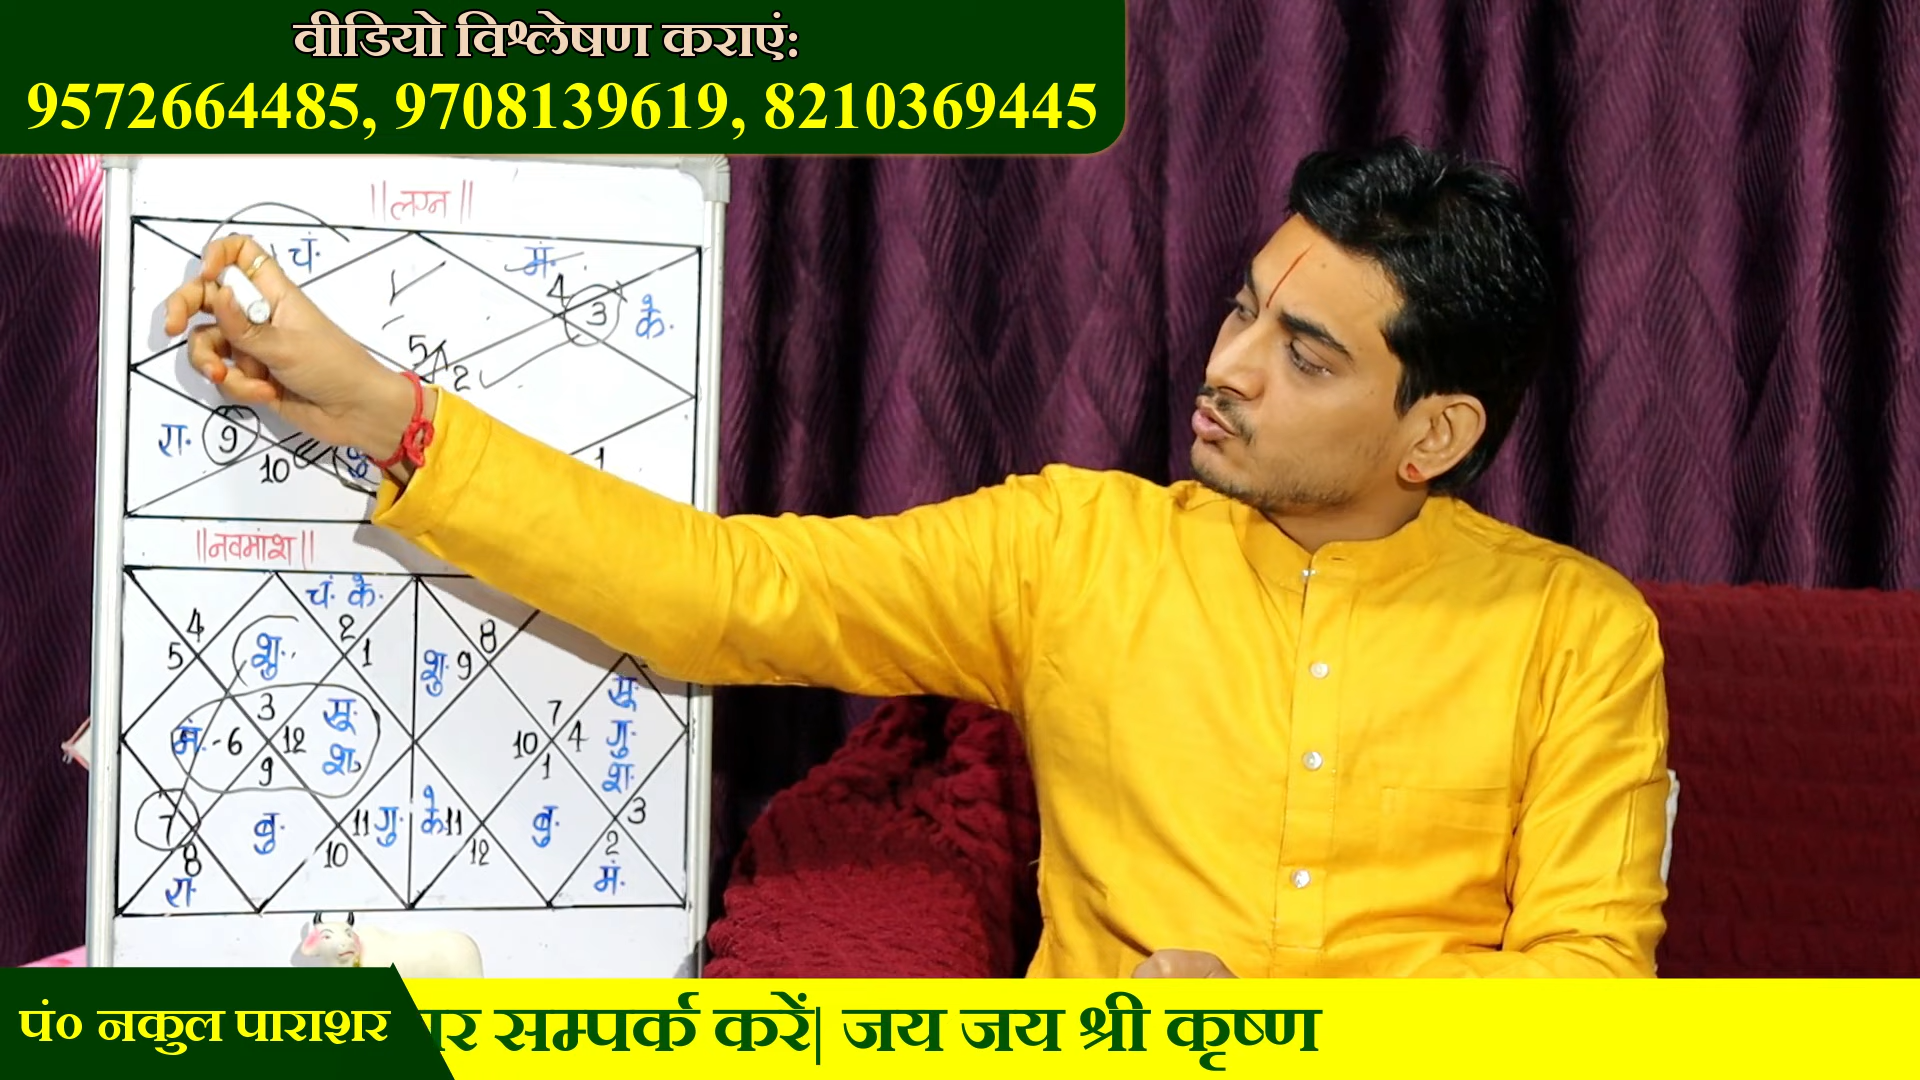 वीडियो विश्लेषण कराएं:
9572664485, 9708139619, 8210369445
||लग्न||
चं. मं.
4
3 के.
5
2
रा. 9
10
1
||नवमांश||
चं. के.
4 2 8
5 शु. 1 शु. 9
3 सू. सू.
मं. 6 12 7
श. 10 4 गु.
9 1 श.
7 बु. 11 गु. के. 11 बु. 3
8 10 12 2
रा मं.
पं० नकुल पाराशर
पर सम्पर्क करें| जय जय श्री कृष्ण